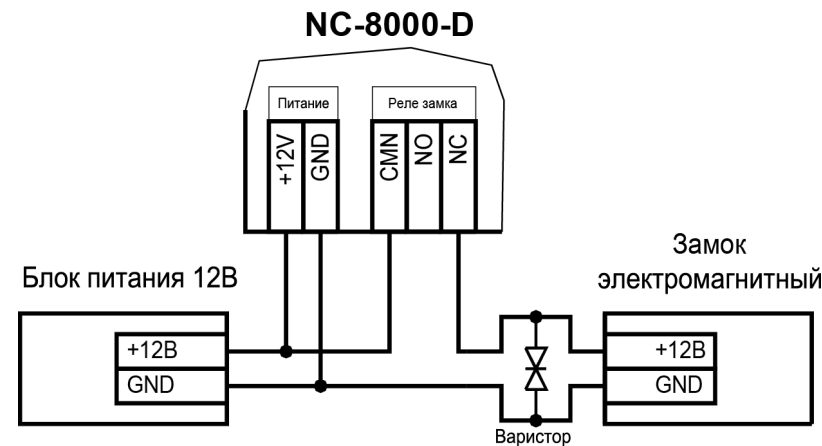 NC-8000-D
Питание
Реле замка
+12V
GND
CMN
NO
NC
Блок питания 12В
+12В
GND
Замок
электромагнитный
+12В
GND
Варистор